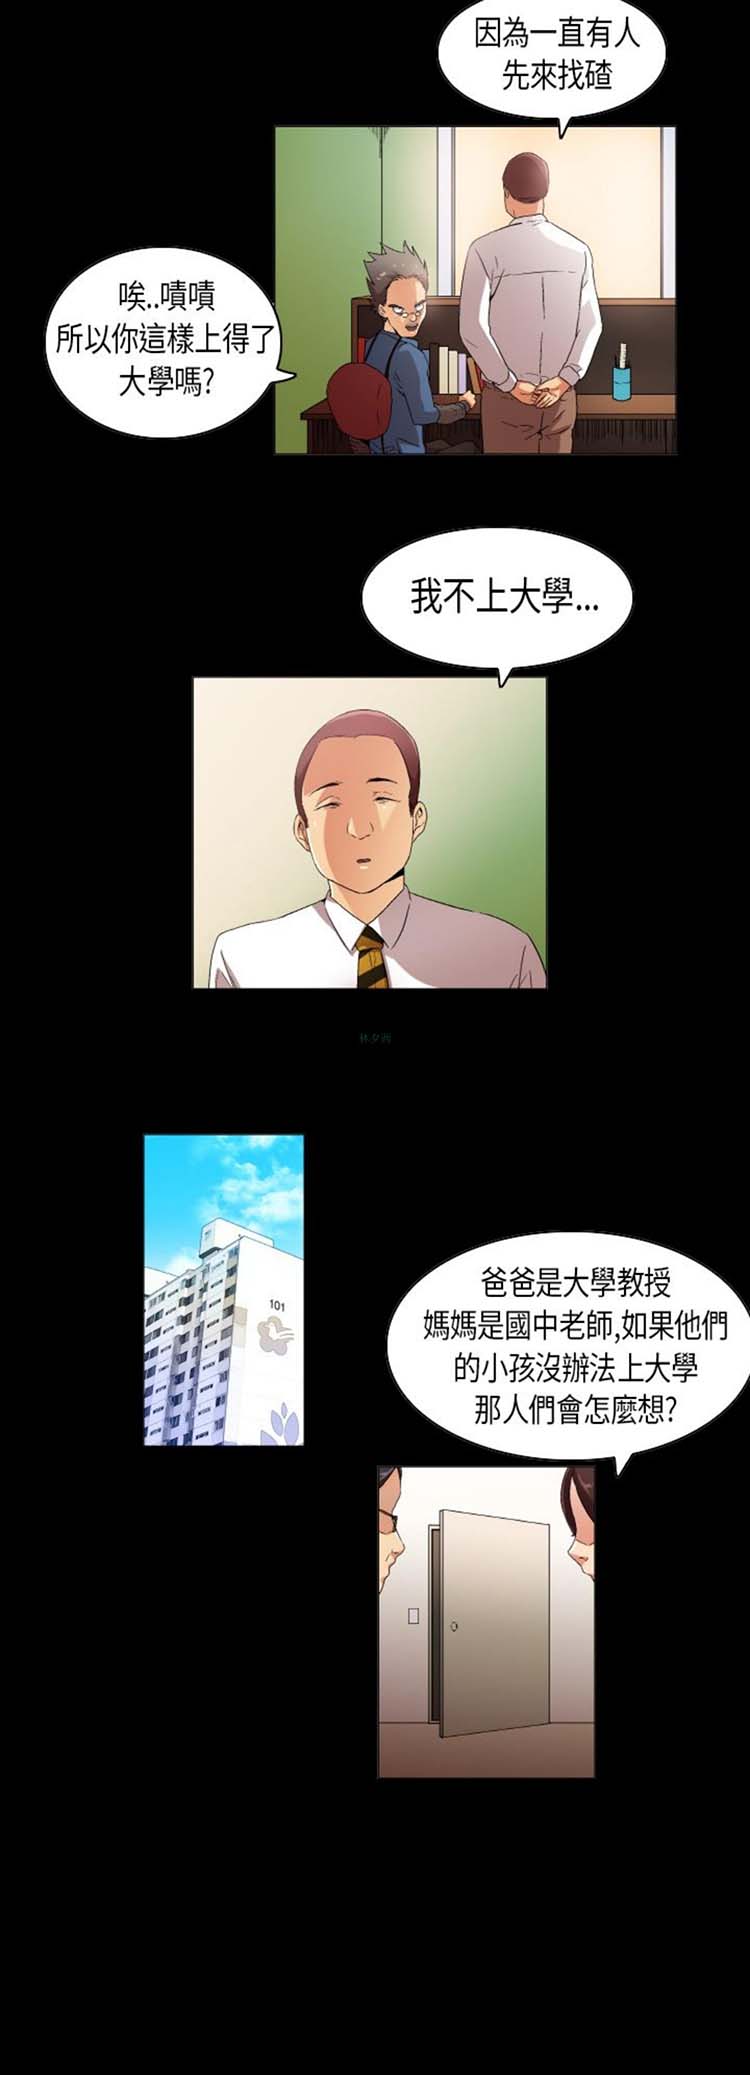 因為一直有人
先來找碴
唉..嘖嘖
所以你這樣上得了
大學嗎?
我不上大學...
林夕西
101
爸爸是大學教授
媽媽是國中老師,如果他們
的小孩沒辦法上大學
那人們會怎麼想?